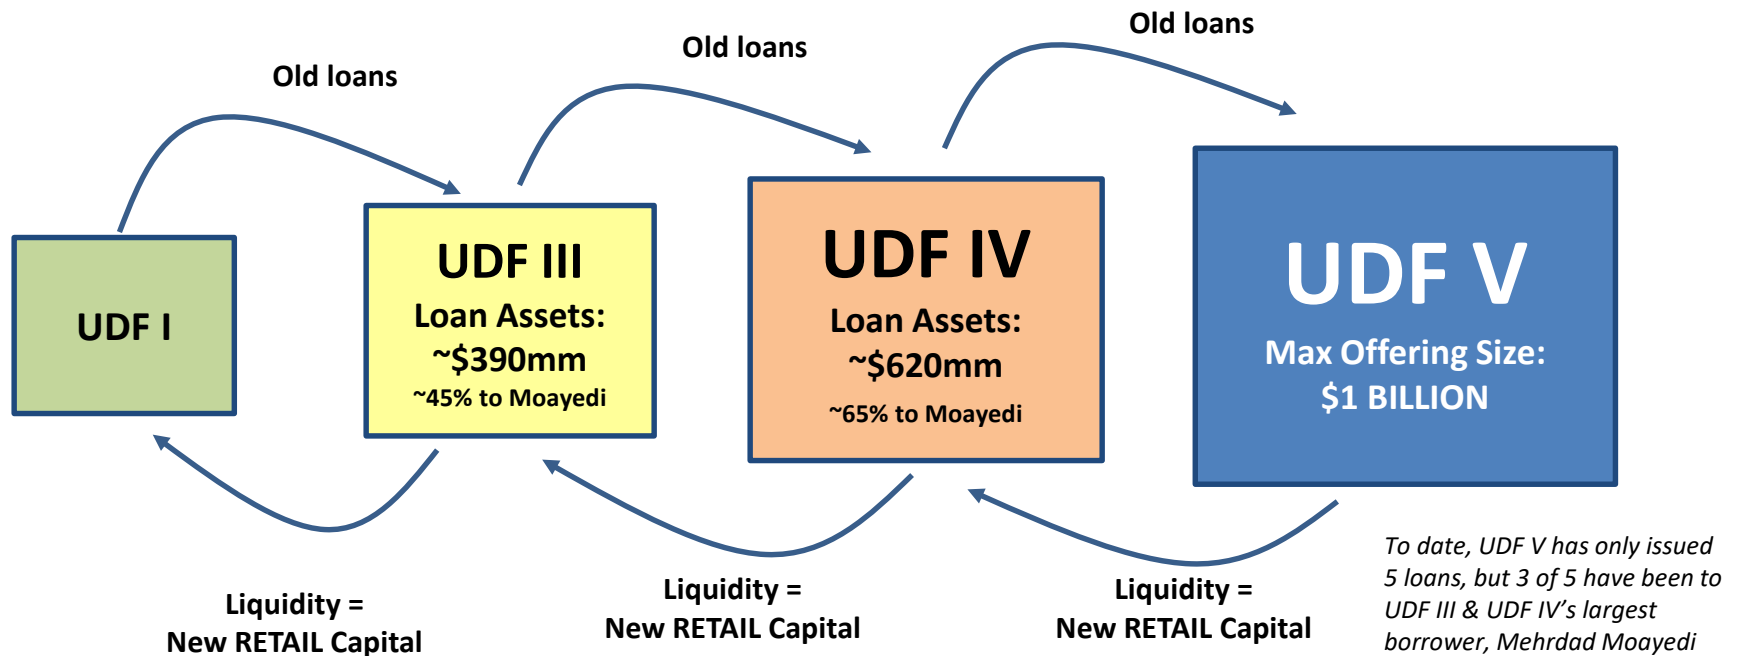 Old loans
Old loans
Old loans
UDF I
UDF III
Loan Assets:
~$390mm
~45% to Moayedi
UDF IV
Loan Assets:
~$620mm
~65% to Moayedi
UDF V
Max Offering Size:
$1 BILLION
Liquidity =
New RETAIL Capital
Liquidity =
New RETAIL Capital
Liquidity =
New RETAIL Capital
To date, UDF V has only issued
5 loans, but 3 of 5 have been to
UDF III & UDF IV’s largest
borrower, Mehrdad Moayedi